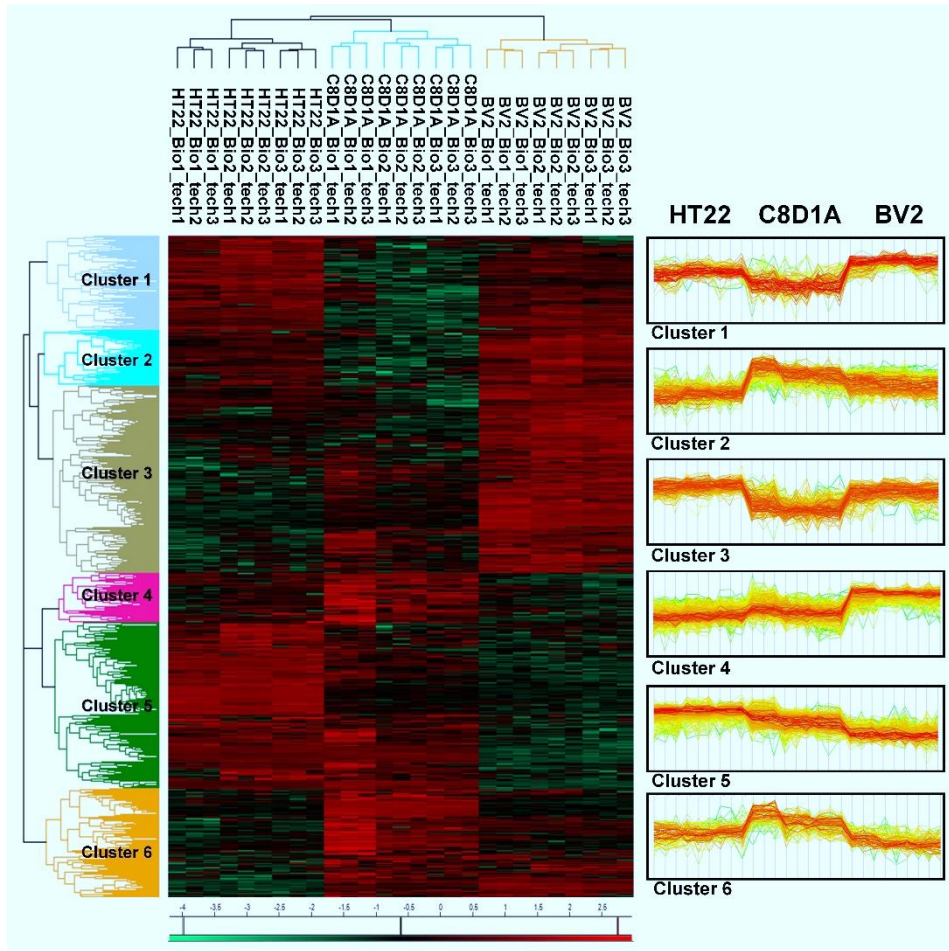 HT22_Bio1_tech1
HT22_Bio1_tech2
HT22_Bio1_tech3
HT22_Bio2_tech1
HT22_Bio2_tech2
HT22_Bio2_tech3
HT22_Bio3_tech1
HT22_Bio3_tech2
HT22_Bio3_tech3
C8D1A_Bio1_tech1
C8D1A_Bio1_tech2
C8D1A_Bio1_tech3
C8D1A_Bio2_tech1
C8D1A_Bio2_tech2
C8D1A_Bio2_tech3
C8D1A_Bio3_tech1
C8D1A_Bio3_tech2
C8D1A_Bio3_tech3
BV2_Bio1_tech1
BV2_Bio1_tech2
BV2_Bio1_tech3
BV2_Bio2_tech1
BV2_Bio2_tech2
BV2_Bio2_tech3
BV2_Bio3_tech1
BV2_Bio3_tech2
BV2_Bio3_tech3
Cluster 1
Cluster 2
Cluster 3
Cluster 4
Cluster 5
Cluster 6
-4 -3.5 -3 -2.5 -2 -1.5 -1 -0.5 0 0.5 1 1.5 2 2.5
HT22 C8D1A BV2
Cluster 1
Cluster 2
Cluster 3
Cluster 4
Cluster 5
Cluster 6